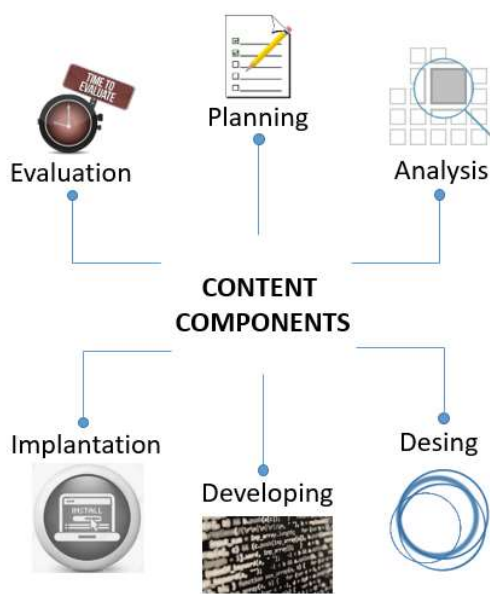 TIME TO
EVALUATE
Planning
Evaluation
Analysis
CONTENT
COMPONENTS
Implantation
Desing
INSTALL
Developing